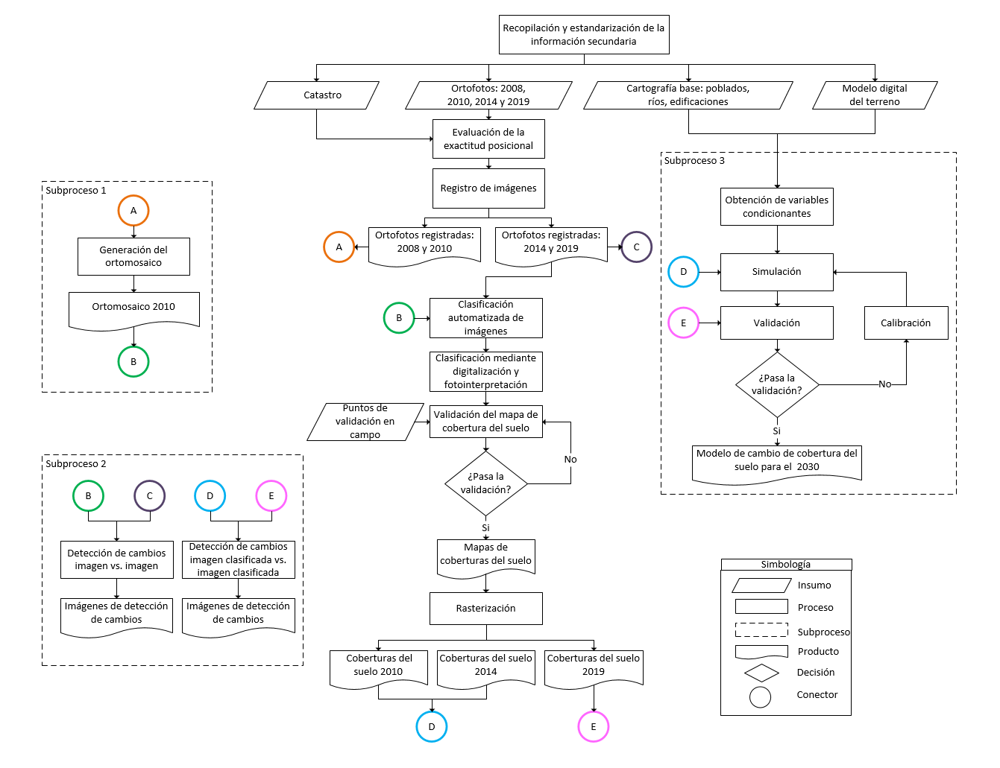 Recopilación y estandarización de la
información secundaria
Catastro
Ortofotos: 2008,
2010, 2014 y 2019
Cartografía base: poblados,
ríos, edificaciones
Modelo digital
del terreno
Evaluación de la
exactitud posicional
Registro de imágenes
Ortofotos registradas:
2008 y 2010
Ortofotos registradas:
2014 y 2019
A
C
B
Clasificación
automatizada de
imágenes
Clasificación mediante
digitalización y
fotointerpretación
Puntos de
validación en
campo
Validación del mapa de
cobertura del suelo
¿Pasa la
validación?
No
Si
Mapas de
coberturas del suelo
Rasterización
Coberturas del
suelo 2010
Coberturas del suelo
2014
Coberturas del suelo
2019
D
E
Subproceso 1
A
Generación del
ortomosaico
Ortomosaico 2010
B
Subproceso 2
B
C
D
E
Detección de cambios
imagen vs. imagen
Detección de cambios
imagen clasificada vs.
imagen clasificada
Imágenes de detección
de cambios
Imágenes de detección
de cambios
Subproceso 3
Obtención de variables
condicionantes
D
Simulación
E
Validación
Calibración
¿Pasa la
validación?
No
Si
Modelo de cambio de cobertura del
suelo para el 2030
Simbología
Insumo
Proceso
Subproceso
Producto
Decisión
Conector